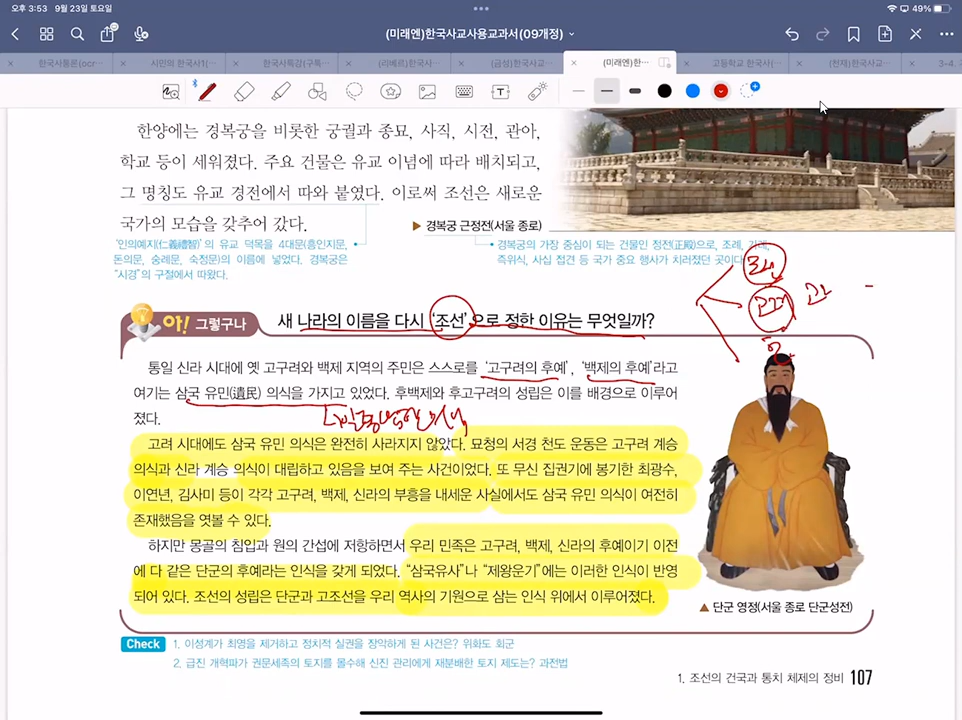 오후 3:53 9월 23일 토요일
49%
(미래엔)한국사교사용교과서(09개정)
한국사통론(ocr...
시민의 한국사1(...
한국사특강(구톡...
(리베르)한국사...
(금성)한국사교...
(미래엔)한...
고등학교 한국사(...
(천재)한국사교...
3-4.
한양에는 경복궁을 비롯한 궁궐과 종묘, 사직, 시전, 관아,
학교 등이 세워졌다. 주요 건물은 유교 이념에 따라 배치되고,
그 명칭도 유교 경전에서 따와 붙였다. 이로써 조선은 새로운
국가의 모습을 갖추어 갔다.
▶ 경복궁 근정전(서울 종로)
'인의예지(仁義禮智)'의 유교 덕목을 4대문(흥인지문,
돈의문, 숭례문, 숙정문)의 이름에 넣었다. 경복궁은
"시경"의 구절에서 따왔다.
경복궁의 가장 중심이 되는 건물인 정전(正殿)으로, 조례,
즉위식, 사신 접견 등 국가 중요 행사가 치러졌던 곳이다
아! 그렇구나
새 나라의 이름을 다시 '조선'으로 정한 이유는 무엇일까?
통일 신라 시대에 옛 고구려와 백제 지역의 주민은 스스로를 '고구려의 후예', '백제의 후예'라고
여기는 삼국 유민(遺民) 의식을 가지고 있었다. 후백제와 후고구려의 성립은 이를 배경으로 이루어
졌다.
고려 시대에도 삼국 유민 의식은 완전히 사라지지 않았다. 묘청의 서경 천도 운동은 고구려 계승
의식과 신라 계승 의식이 대립하고 있음을 보여 주는 사건이었다. 또 무신 집권기에 봉기한 최광수,
이연년, 김사미 등이 각각 고구려, 백제, 신라의 부흥을 내세운 사실에서도 삼국 유민 의식이 여전히
존재했음을 엿볼 수 있다.
하지만 몽골의 침입과 원의 간섭에 저항하면서 우리 민족은 고구려, 백제, 신라의 후예이기 이전
에 다 같은 단군의 후예라는 인식을 갖게 되었다. "삼국유사"나 "제왕운기"에는 이러한 인식이 반영
되어 있다. 조선의 성립은 단군과 고조선을 우리 역사의 기원으로 삼는 인식 위에서 이루어졌다.
▲ 단군 영정(서울 종로 단군성전)
Check 1. 이성계가 최영을 제거하고 정치적 실권을 장악하게 된 사건은? 위화도 회군
2. 급진 개혁파가 권문세족의 토지를 몰수해 신진 관리에게 재분배한 토지 제도는? 과전법
1. 조선의 건국과 통치 체제의 정비 107